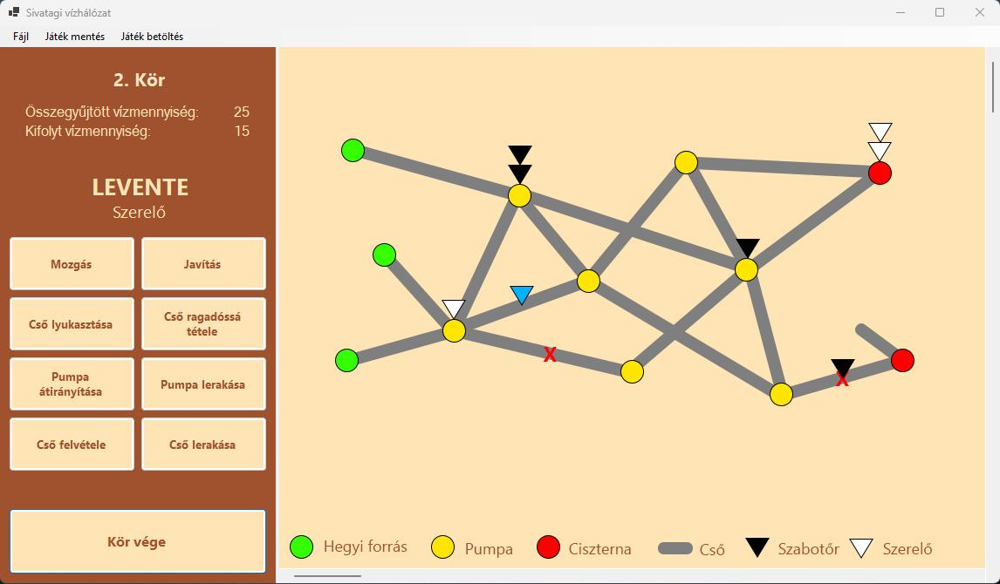 Sivatagi vízhálózat
Fájl Játék mentés Játék betöltés
2. Kör
Összegyűjtött vízmennyiség: 25
Kifolyt vízmennyiség: 15
LEVENTE
Szerelő
Mozgás
Javítás
Cső lyukasztása
Cső ragadóssá
tétele
Pumpa
átirányítása
Pumpa lerakása
Cső felvétele
Cső lerakása
Kör vége
X
X
Hegyi forrás
Pumpa
Ciszterna
Cső
Szabotőr
Szerelő